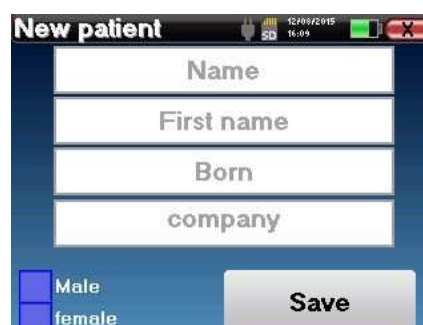 New patient
SD
12/08/2015
16:09
X
Name
First name
Born
company
Male
female
Save